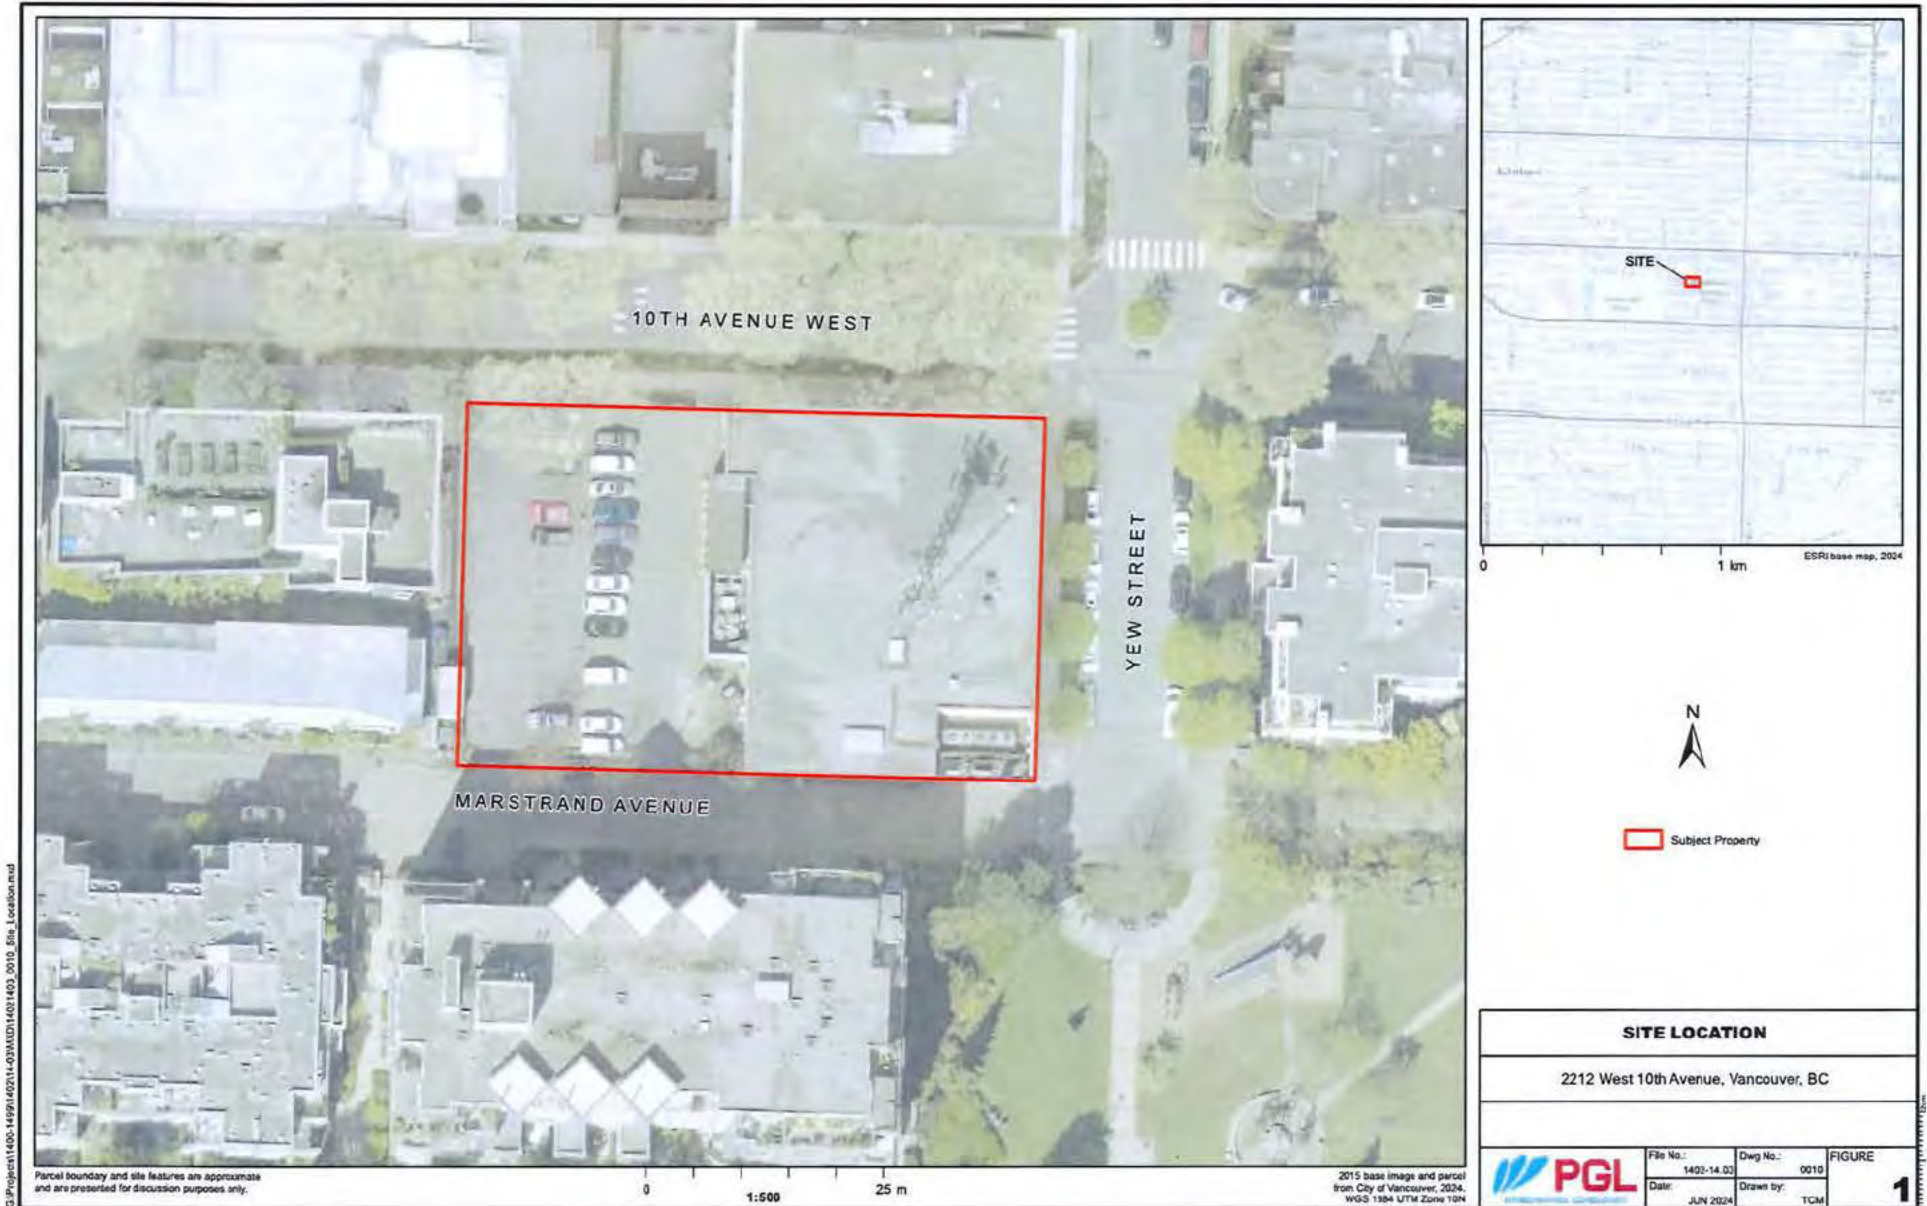 10TH AVENUE WEST
YEW STREET
MARSTRAND AVENUE
SITE
0
1 km
ESRI base map, 2024
N
Subject Property
SITE LOCATION
2212 West 10th Avenue, Vancouver, BC
Parcel boundary and site features are approximate
and are presented for discussion purposes only.
0
25 m
1:500
2015 base image and parcel
from City of Vancouver, 2024.
WGS 1984 UTM Zone 10N
PGL
File No.:
1402-14.03
Dwg No.:
0010
FIGURE
1
Date:
JUN 2024
Drawn by:
TCM